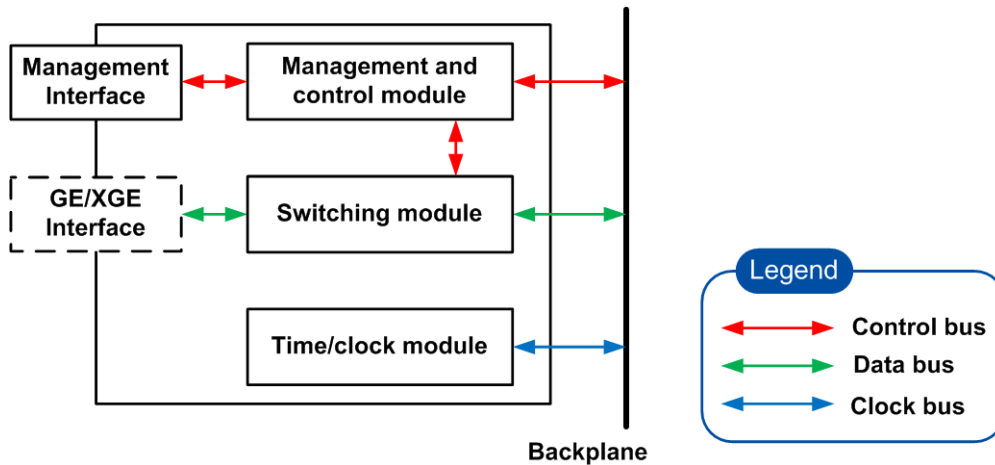 Management
Interface
Management and
control module
GE/XGE
Interface
Switching module
Time/clock module
Backplane
Legend
Control bus
Data bus
Clock bus